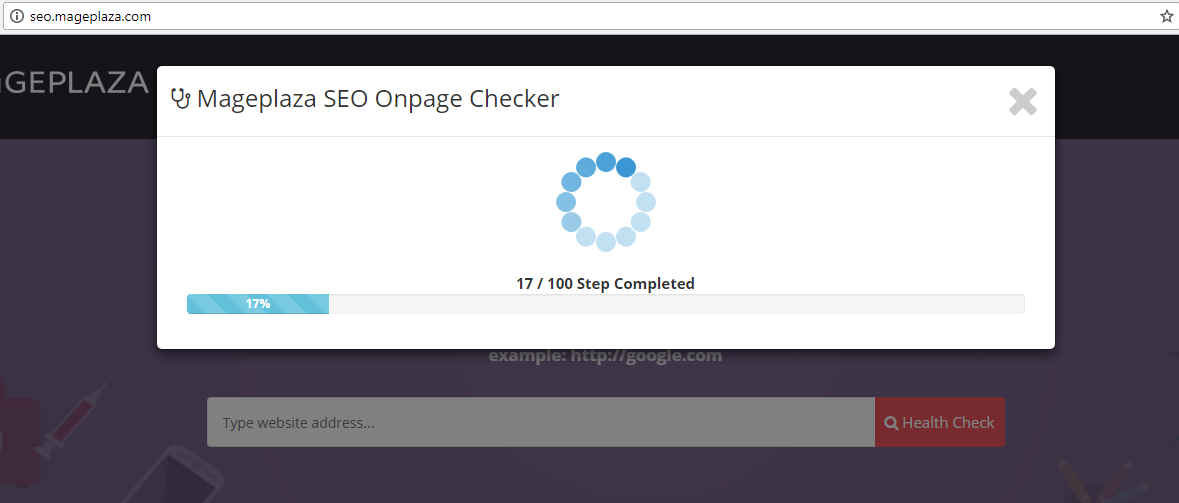 seo.mageplaza.com
GEPLAZA
Mageplaza SEO Onpage Checker
17 / 100 Step Completed
17%
example: http://google.com
Type website address...
Health Check